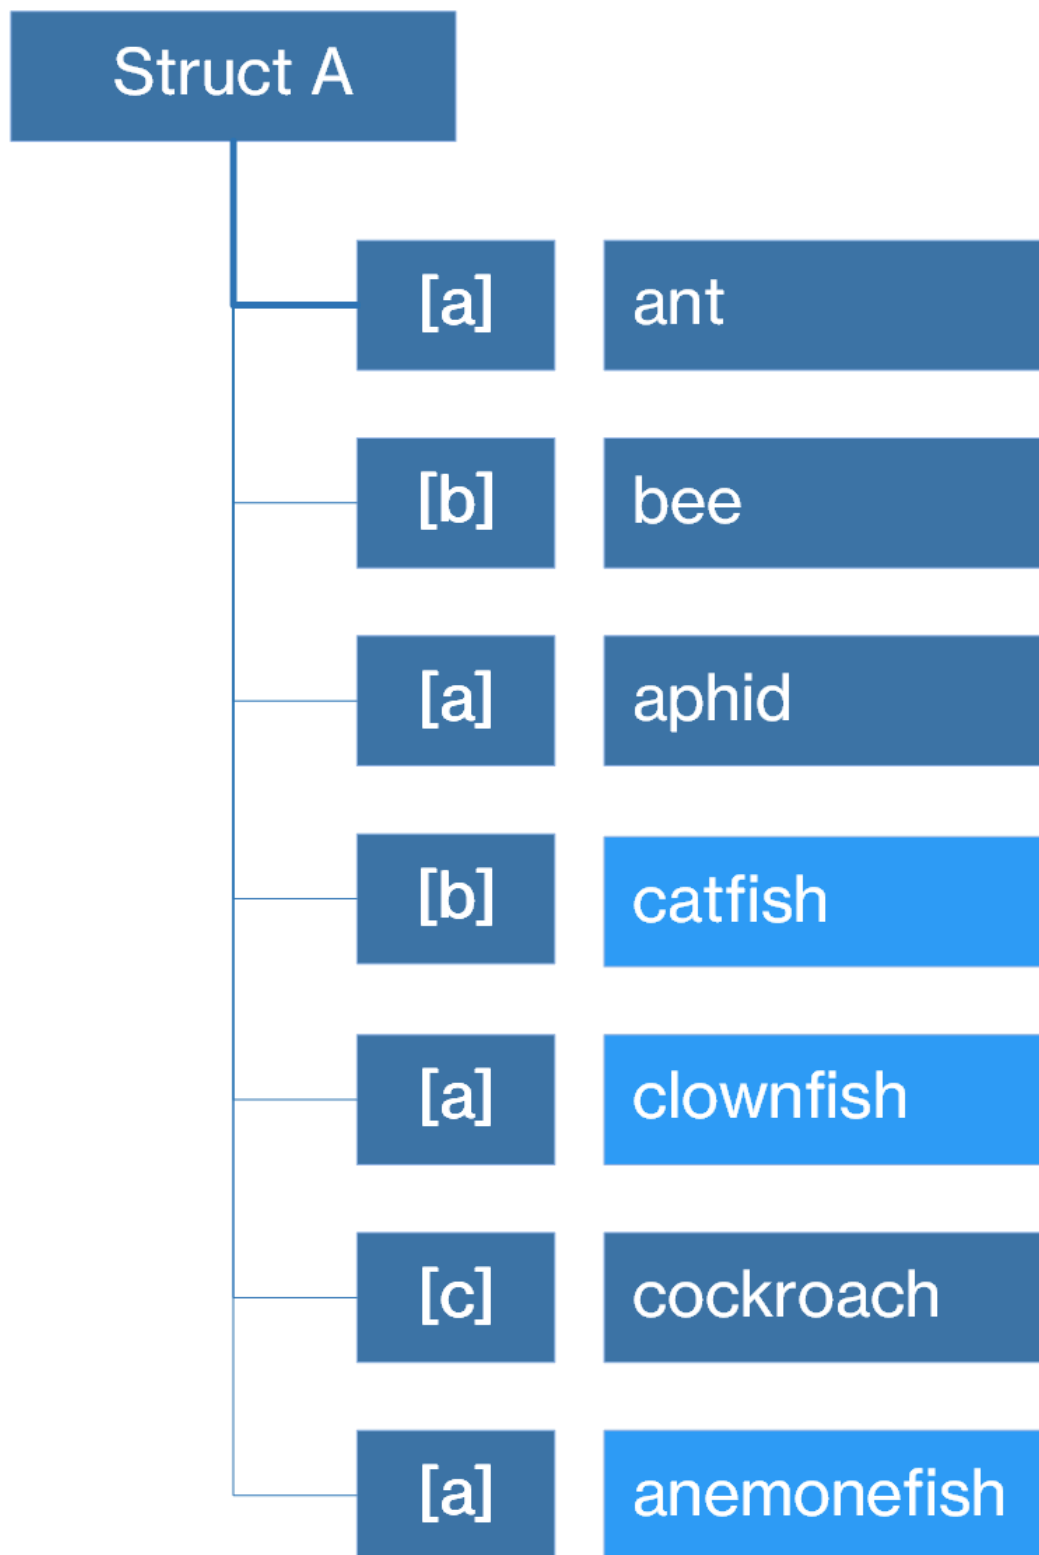 Struct A
[a] ant
[b] bee
[a] aphid
[b] catfish
[a] clownfish
[c] cockroach
[a] anemonefish